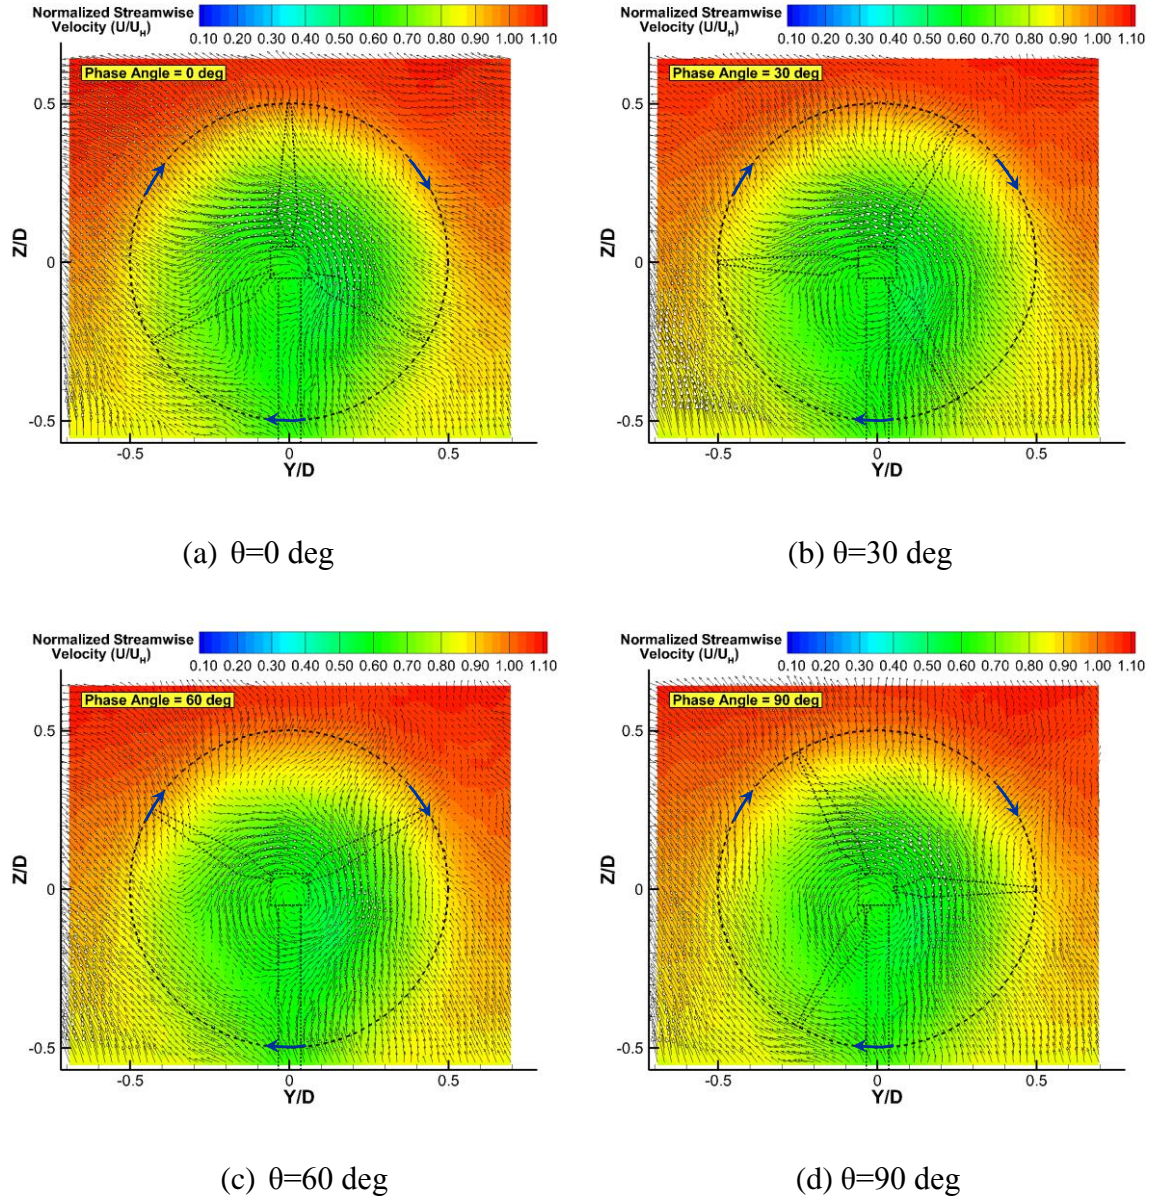 Normalized Streamwise
Velocity (U/U_H)
0.10 0.20 0.30 0.40 0.50 0.60 0.70 0.80 0.90 1.00 1.10
Phase Angle = 0 deg
Z/D
0.5
0
-0.5
-0.5 0 0.5
Y/D
Normalized Streamwise
Velocity (U/U_H)
0.10 0.20 0.30 0.40 0.50 0.60 0.70 0.80 0.90 1.00 1.10
Phase Angle = 30 deg
Z/D
0.5
0
-0.5
-0.5 0 0.5
Y/D
(a) θ=0 deg
(b) θ=30 deg
Normalized Streamwise
Velocity (U/U_H)
0.10 0.20 0.30 0.40 0.50 0.60 0.70 0.80 0.90 1.00 1.10
Phase Angle = 60 deg
Z/D
0.5
0
-0.5
-0.5 0 0.5
Y/D
Normalized Streamwise
Velocity (U/U_H)
0.10 0.20 0.30 0.40 0.50 0.60 0.70 0.80 0.90 1.00 1.10
Phase Angle = 90 deg
Z/D
0.5
0
-0.5
-0.5 0 0.5
Y/D
(c) θ=60 deg
(d) θ=90 deg